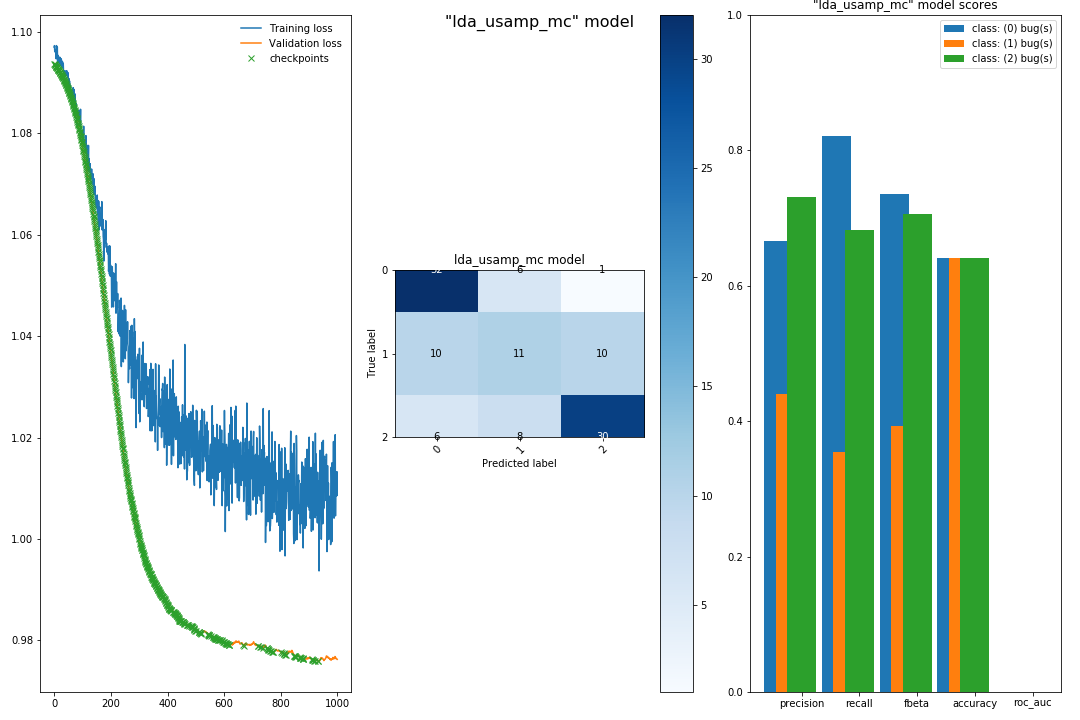 "lda_usamp_mc" model
1.10
1.08
1.06
1.04
1.02
1.00
0.98
0
200
400
600
800
1000
Training loss
Validation loss
checkpoints
lda_usamp_mc model
True label
0
1
2
32 6 1
10 11 10
6 8 30
0
1
2
Predicted label
30
25
20
15
10
5
"lda_usamp_mc" model scores
class: (0) bug(s)
class: (1) bug(s)
class: (2) bug(s)
1.0
0.8
0.6
0.4
0.2
0.0
precision
recall
fbeta
accuracy
roc_auc